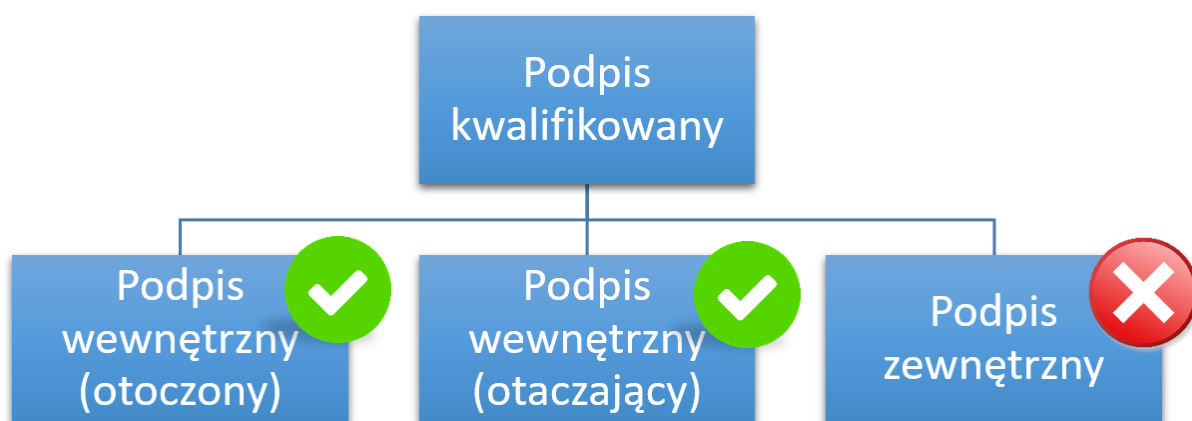 Podpis
kwalifikowany
Podpis
wewnętrzny
(otoczony)
Podpis
wewnętrzny
(otaczający)
Podpis
zewnętrzny